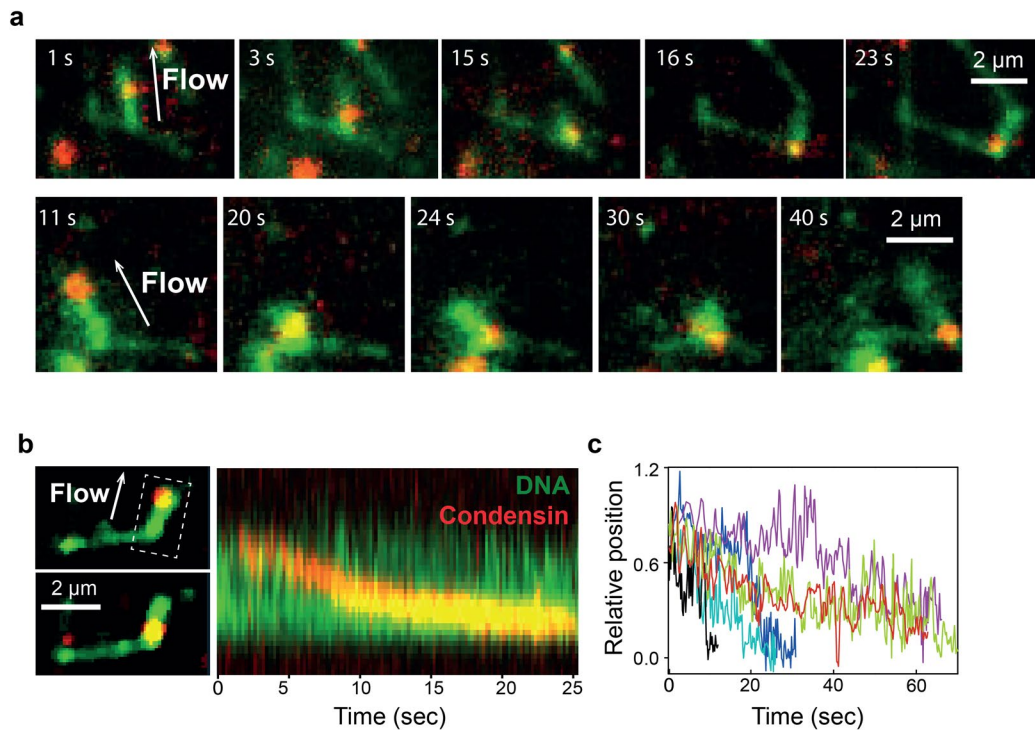 a
1 s
Flow
3 s
15 s
16 s
23 s
2 µm
11 s
Flow
20 s
24 s
30 s
40 s
2 µm
b
Flow
2 µm
DNA
Condensin
0 5 10 15 20 25
Time (sec)
c
Relative position
1.2
0.6
0.0
0 20 40 60
Time (sec)